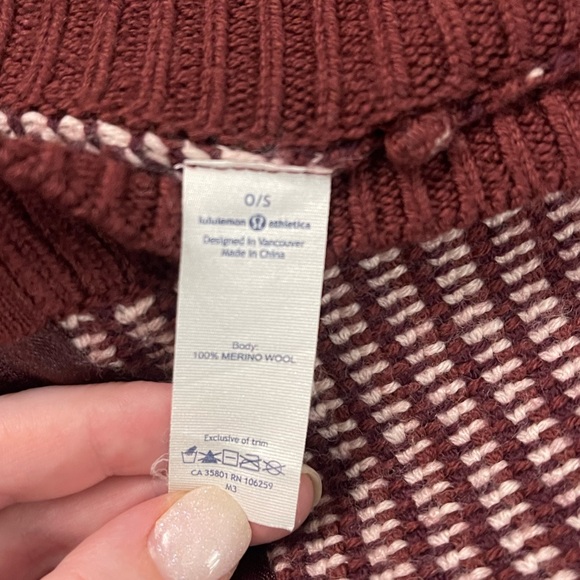 O/S
lululemon athletica
Designed in Vancouver
Made in China
Body:
100% MERINO WOOL
Exclusive of trim
CA 35801 RN 106259
M3